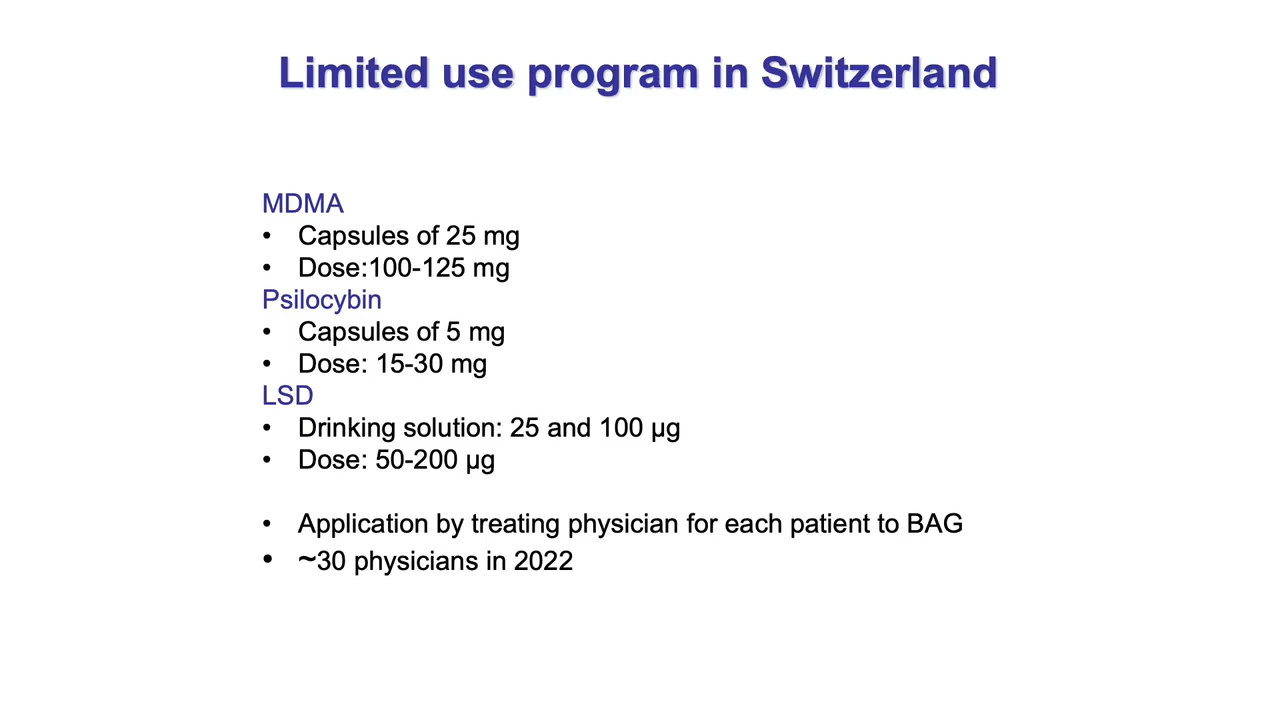 Limited use program in Switzerland
MDMA
• Capsules of 25 mg
• Dose:100-125 mg
Psilocybin
• Capsules of 5 mg
• Dose: 15-30 mg
LSD
• Drinking solution: 25 and 100 µg
• Dose: 50-200 µg
• Application by treating physician for each patient to BAG
• ~30 physicians in 2022